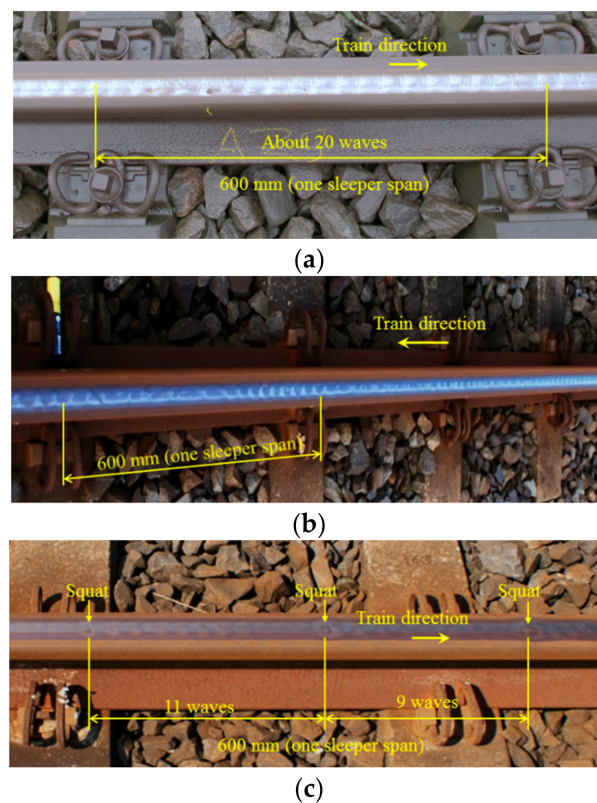 Train direction
About 20 waves
600 mm (one sleeper span)
(a)
Train direction
600 mm (one sleeper span)
(b)
Squat
Squat
Squat
Train direction
11 waves
9 waves
600 mm (one sleeper span)
(c)